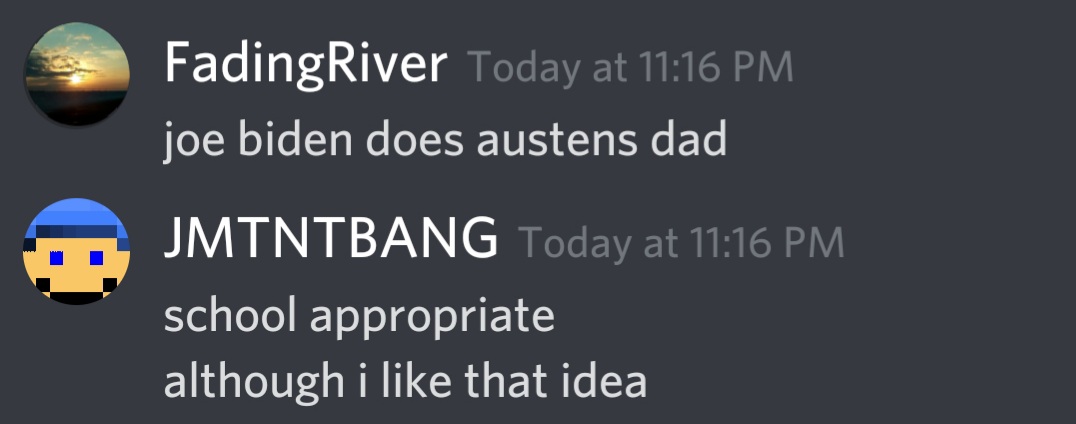 FadingRiver Today at 11:16 PM
joe biden does austens dad
JMTNTBANG Today at 11:16 PM
school appropriate
although i like that idea